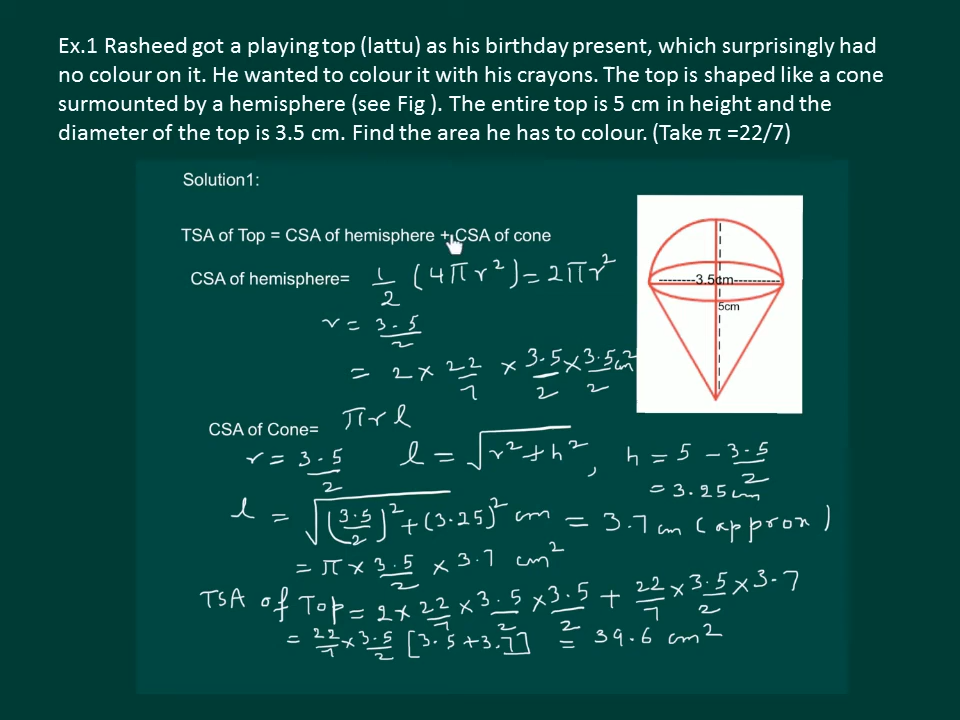 Ex.1 Rasheed got a playing top (lattu) as his birthday present, which surprisingly had
no colour on it. He wanted to colour it with his crayons. The top is shaped like a cone
surmounted by a hemisphere (see Fig ). The entire top is 5 cm in height and the
diameter of the top is 3.5 cm. Find the area he has to colour. (Take π =22/7)
Solution1:
TSA of Top = CSA of hemisphere + CSA of cone
CSA of hemisphere= 1/2 (4πr²) = 2πr²
r = 3.5/2
= 2 × 22/7 × 3.5/2 × 3.5/2 cm²
CSA of Cone= πrl
r = 3.5/2 l = √(r²+h²), h = 5 - 3.5/2
= 3.25cm
l = √((3.5/2)²+(3.25)²) cm = 3.7 cm (approx)
= π × 3.5/2 × 3.7 cm²
TSA of Top = 2 × 22/7 × 3.5/2 × 3.5/2 + 22/7 × 3.5/2 × 3.7
= 22/7 × 3.5/2 [3.5+3.7] = 39.6 cm²
3.5cm
5cm